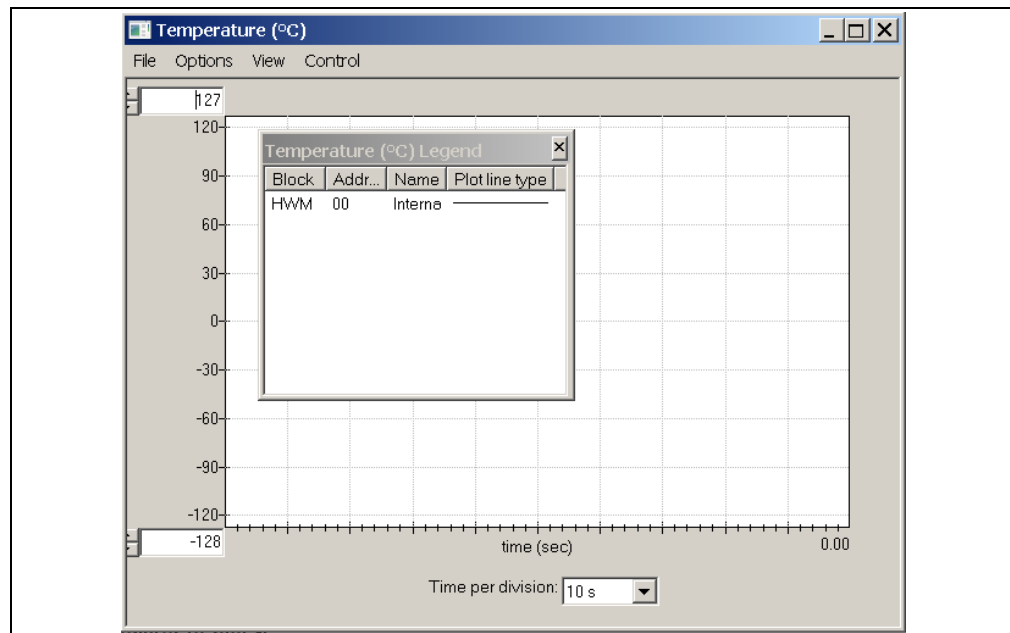 Temperature (°C)
File Options View Control
127
120
Temperature (°C) Legend
90
Block Addr... Name Plot line type
HWM 00 Interna
60
30
0
-30
-60
-90
-120
-128
time (sec) 0.00
Time per division: 10 s